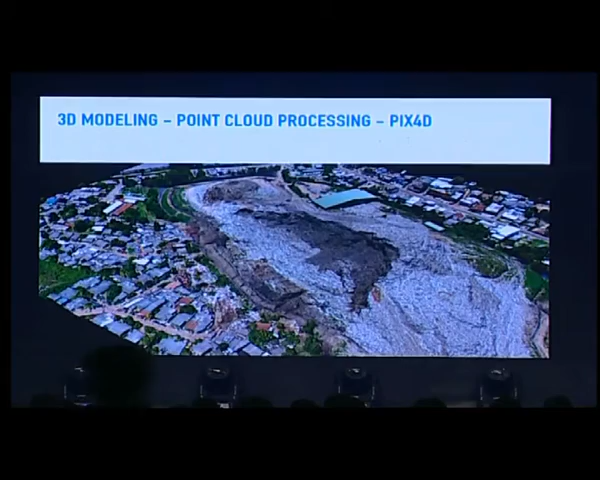 3D MODELING – POINT CLOUD PROCESSING – PIX4D